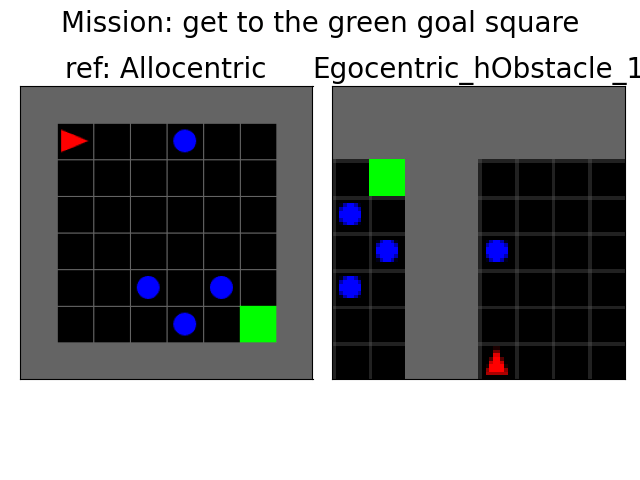 Mission: get to the green goal square
ref: Allocentric
Egocentric_hObstacle_1